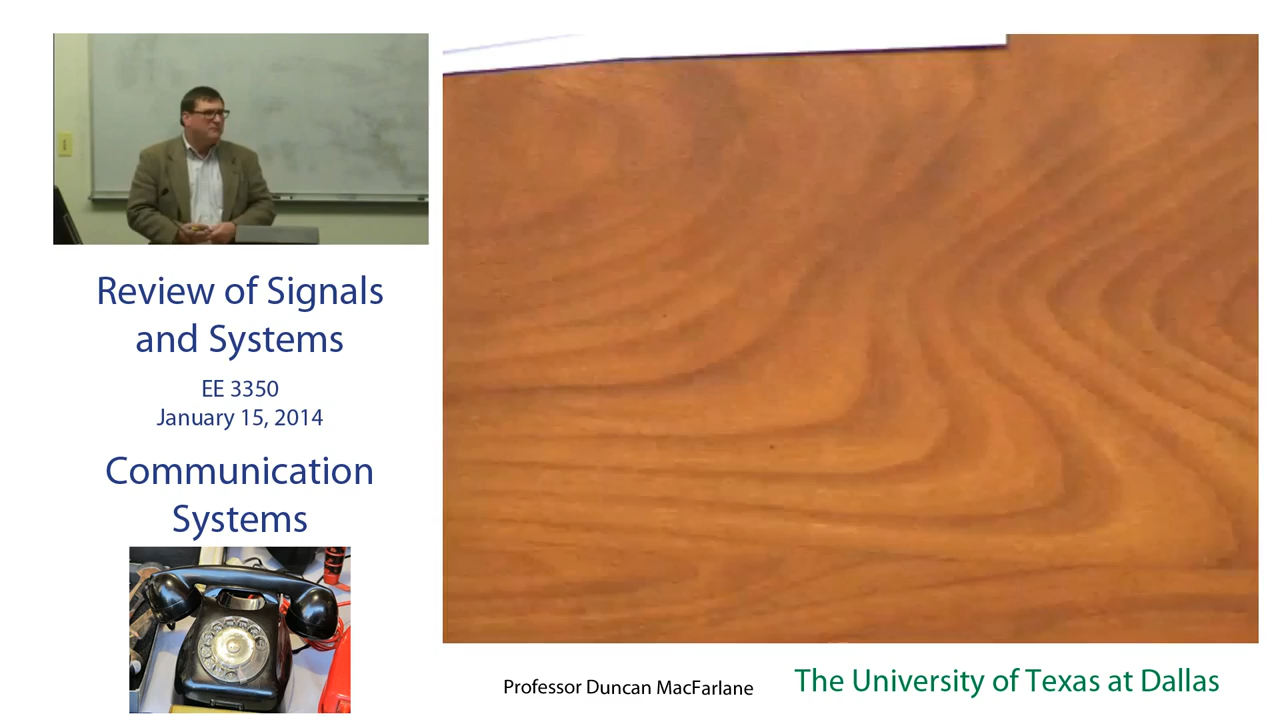 Review of Signals
and Systems
EE 3350
January 15, 2014
Communication
Systems
Professor Duncan MacFarlane
The University of Texas at Dallas